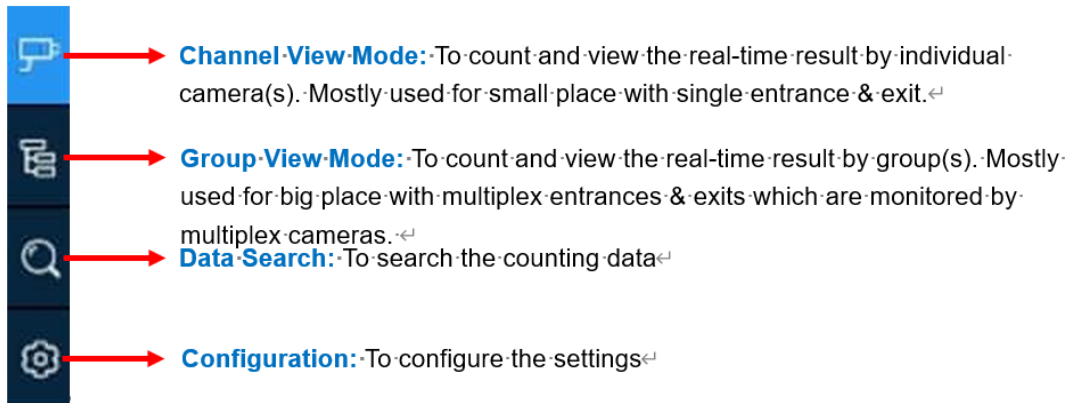 Channel View Mode: To count and view the real-time result by individual
camera(s). Mostly used for small place with single entrance & exit.
Group View Mode: To count and view the real-time result by group(s). Mostly
used for big place with multiplex entrances & exits which are monitored by
multiplex cameras.
Data Search: To search the counting data
Configuration: To configure the settings